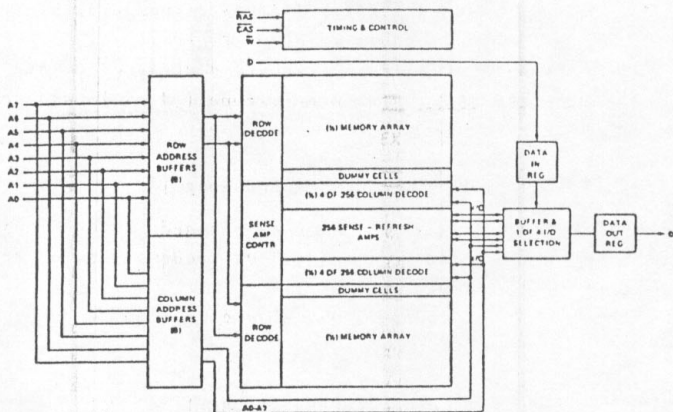 RAS
CAS
W
TIMING & CONTROL
D
A7
A6
A5
A4
A3
A2
A1
A0
ROW
ADDRESS
BUFFERS
(8)
ROW
DECODE
(½) MEMORY ARRAY
DUMMY CELLS
(½) 4 OF 256 COLUMN DECODE
SENSE
AMP
CONTR
256 SENSE - REFRESH
AMPS
(½) 4 OF 256 COLUMN DECODE
DUMMY CELLS
COLUMN
ADDRESS
BUFFERS
(8)
ROW
DECODE
(½) MEMORY ARRAY
DATA
IN
REG
BUFFER &
1 OF 4 I/O
SELECTION
DATA
OUT
REG
Q
A0-A7